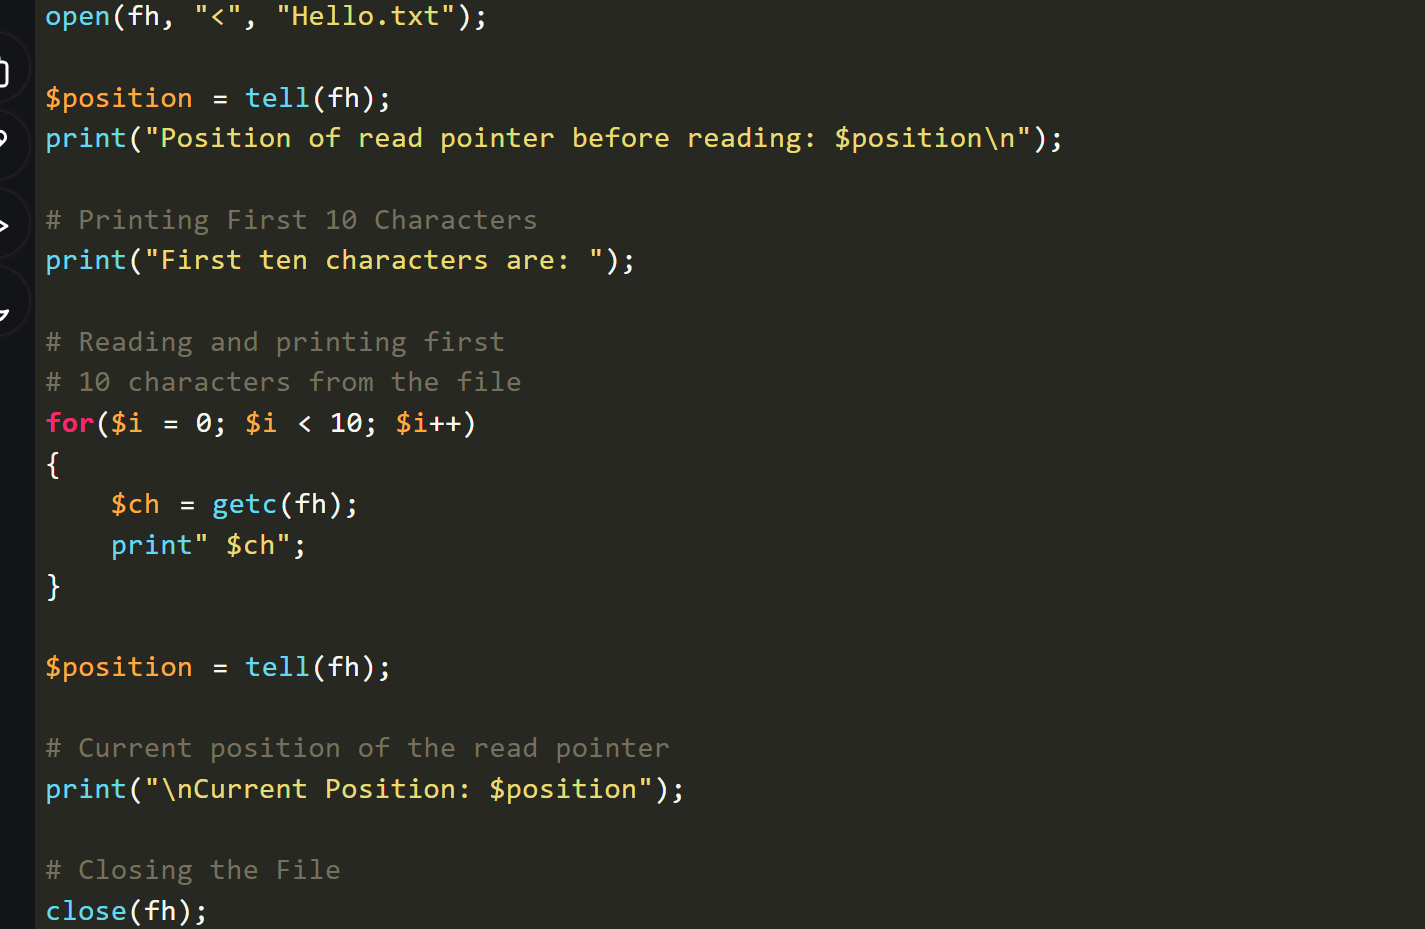 open(fh, "<", "Hello.txt");
$position = tell(fh);
print("Position of read pointer before reading: $position\n");
# Printing First 10 Characters
print("First ten characters are: ");
# Reading and printing first
# 10 characters from the file
for($i = 0; $i < 10; $i++)
{
    $ch = getc(fh);
    print" $ch";
}
$position = tell(fh);
# Current position of the read pointer
print("\nCurrent Position: $position");
# Closing the File
close(fh);